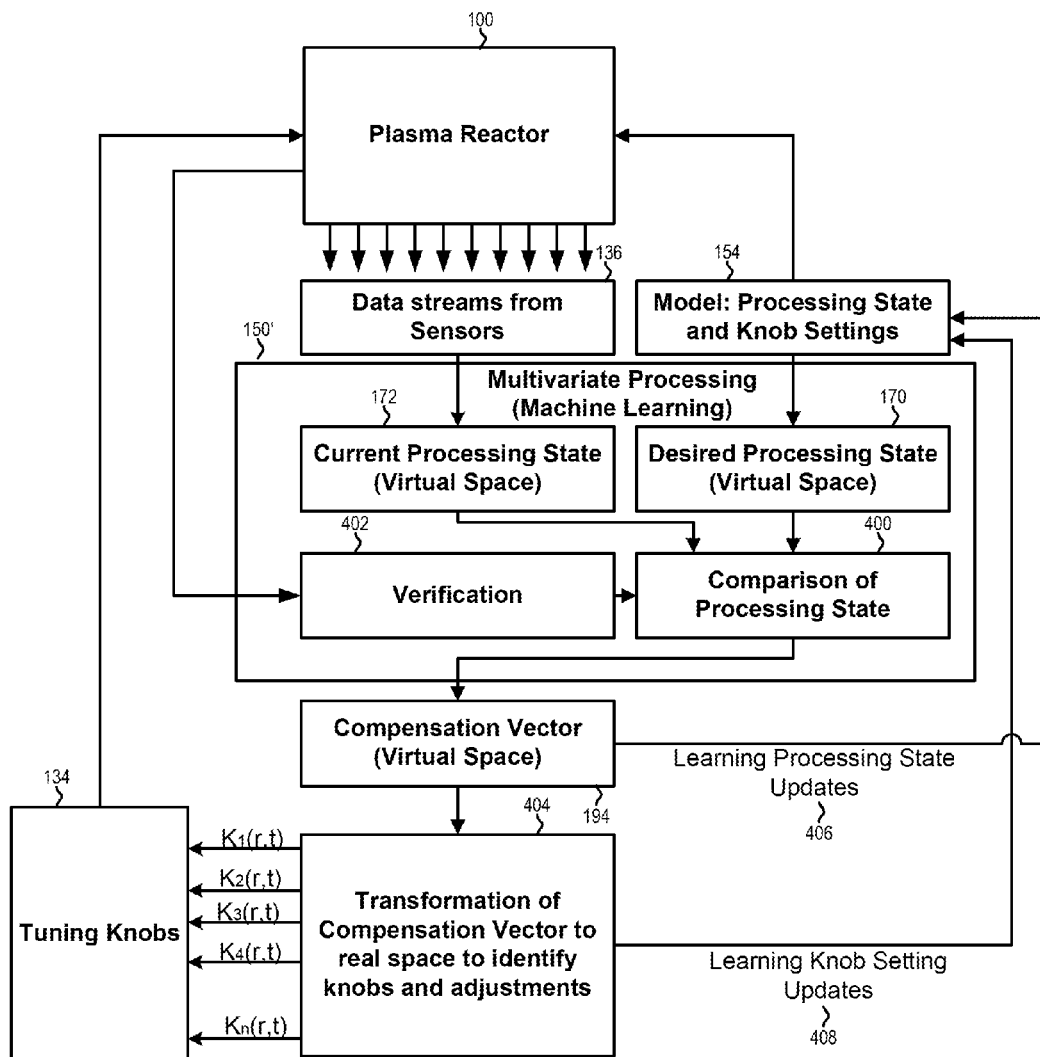 100
Plasma Reactor
136
154
Data streams from
Sensors
Model: Processing State
and Knob Settings
150'
Multivariate Processing
(Machine Learning)
172
170
Current Processing State
(Virtual Space)
Desired Processing State
(Virtual Space)
402
400
Verification
Comparison of
Processing State
Compensation Vector
(Virtual Space)
194
Learning Processing State
Updates
406
134
404
Tuning Knobs
K1(r,t)
K2(r,t)
K3(r,t)
K4(r,t)
Kn(r,t)
Transformation of
Compensation Vector to
real space to identify
knobs and adjustments
Learning Knob Setting
Updates
408